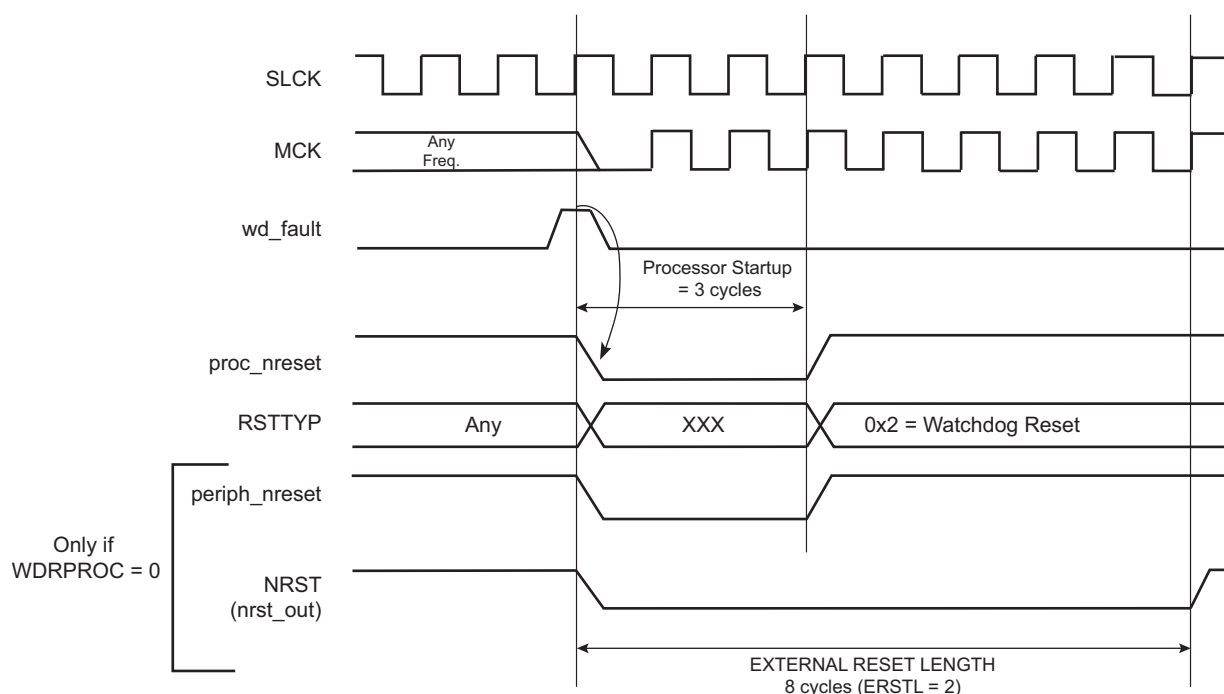 SLCK
MCK
Any
Freq.
wd_fault
Processor Startup
= 3 cycles
proc_nreset
RSTTYP
Any
XXX
0x2 = Watchdog Reset
periph_nreset
Only if
WDRPROC = 0
NRST
(nrst_out)
EXTERNAL RESET LENGTH
8 cycles (ERSTL = 2)